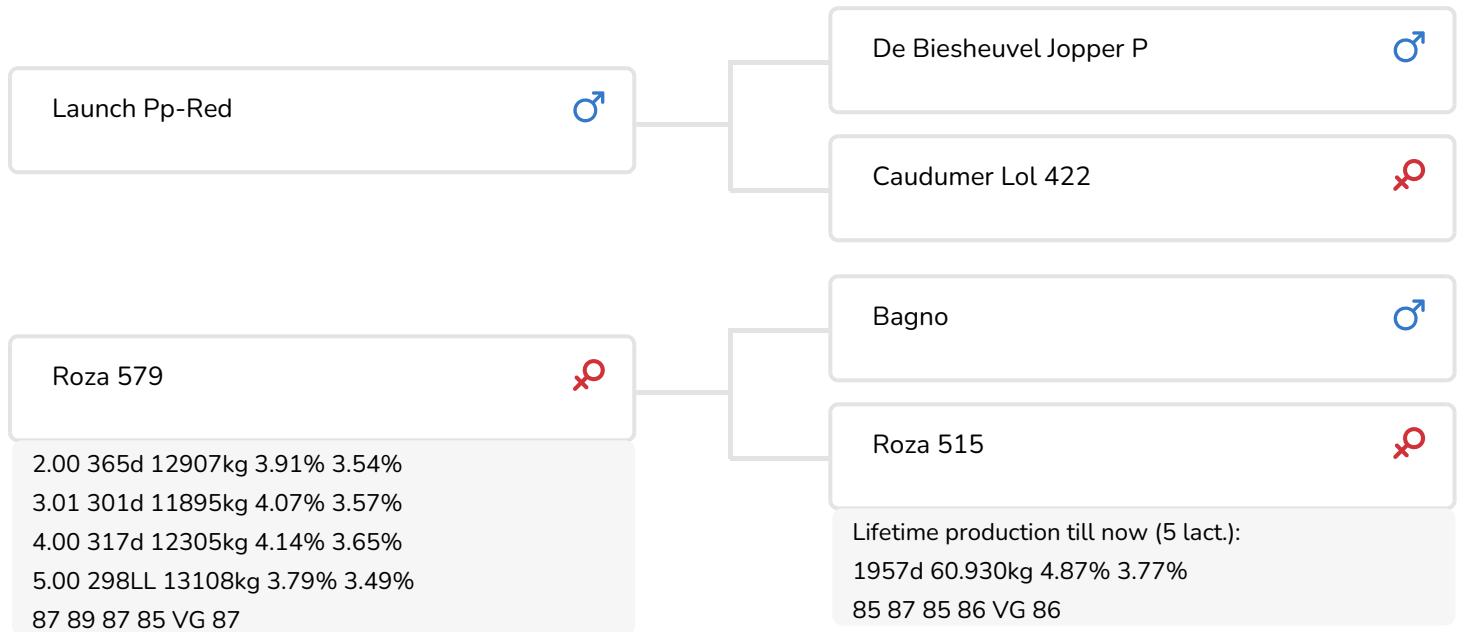 Launch Pp-Red
De Biesheuvel Jopper P
Caudumer Lol 422
Roza 579
2.00 365d 12907kg 3.91% 3.54%
3.01 301d 11895kg 4.07% 3.57%
4.00 317d 12305kg 4.14% 3.65%
5.00 298LL 13108kg 3.79% 3.49%
87 89 87 85 VG 87
Bagno
Roza 515
Lifetime production till now (5 lact.):
1957d 60.930kg 4.87% 3.77%
85 87 85 86 VG 86